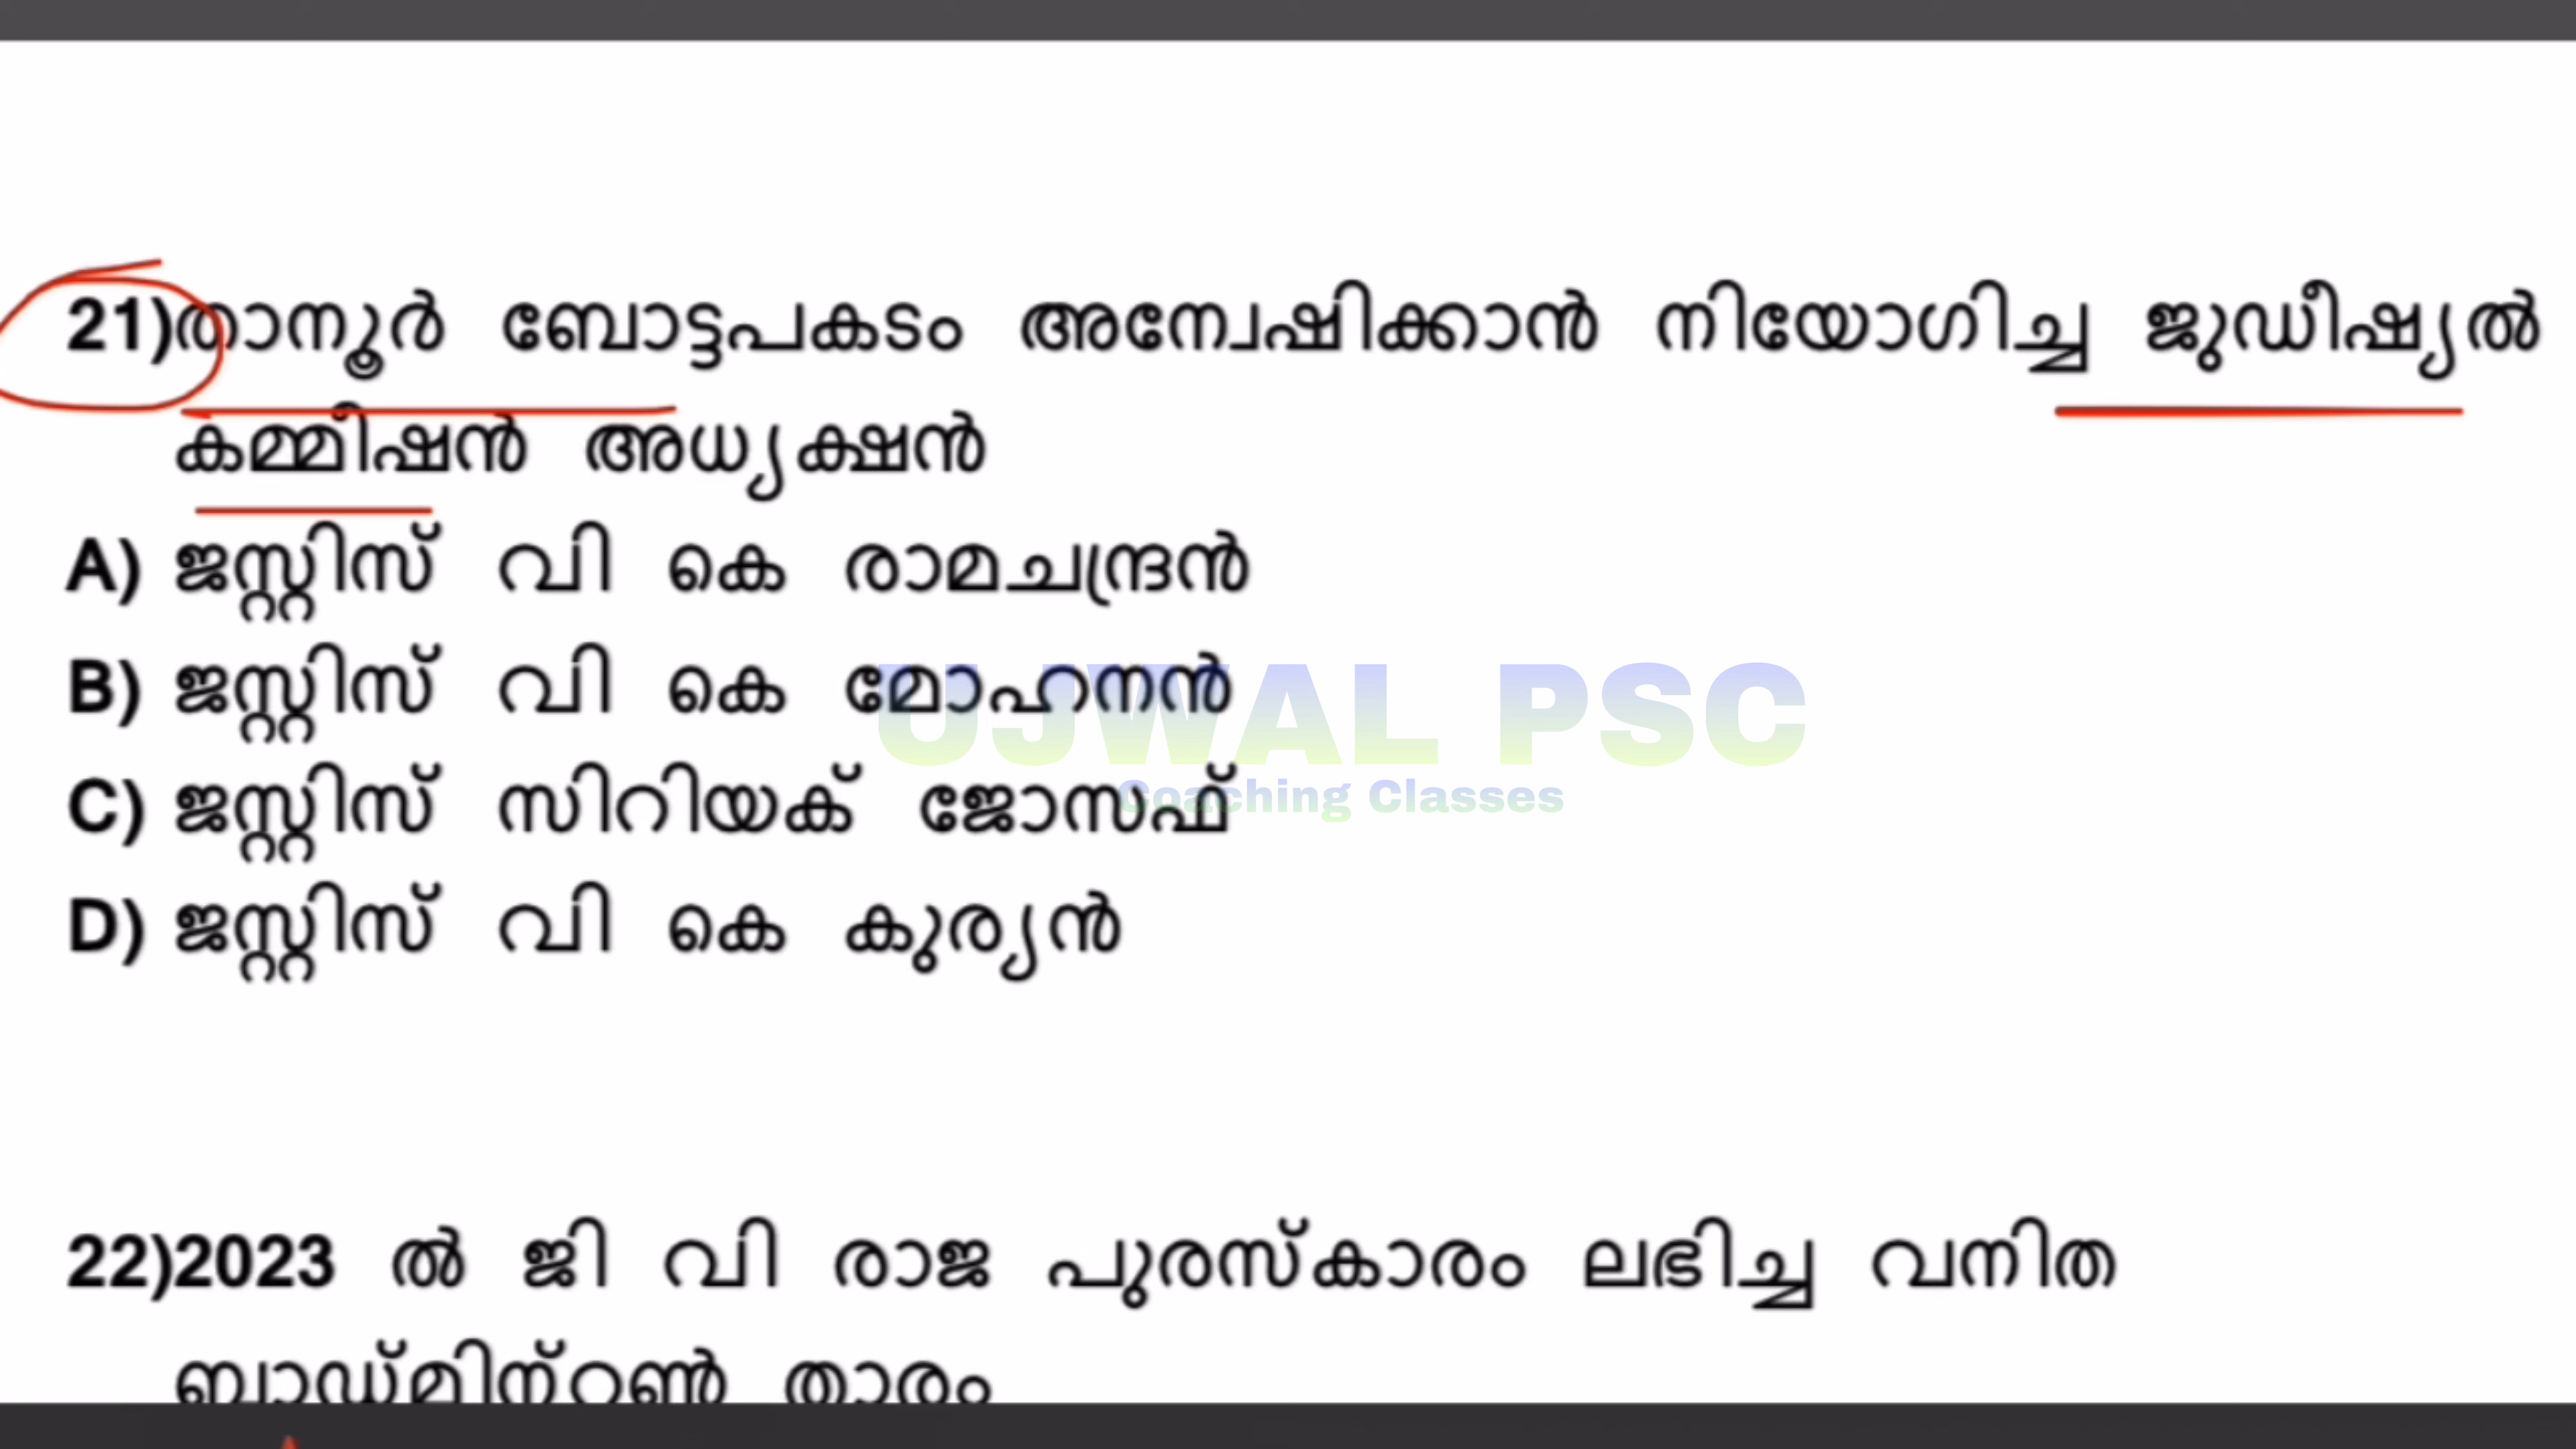 21)താനൂർ ബോട്ടപകടം അന്വേഷിക്കാൻ നിയോഗിച്ച ജുഡീഷ്യൽ
കമ്മീഷൻ അധ്യക്ഷൻ
A) ജസ്റ്റിസ് വി കെ രാമചന്ദ്രൻ
B) ജസ്റ്റിസ് വി കെ മോഹനൻ
UJWAL PSC
Coaching Classes
C) ജസ്റ്റിസ് സിറിയക് ജോസഫ്
D) ജസ്റ്റിസ് വി കെ കുര്യൻ
22)2023 ൽ ജി വി രാജ പുരസ്കാരം ലഭിച്ച വനിത
ബാഡ്മിന്റൺ താരം